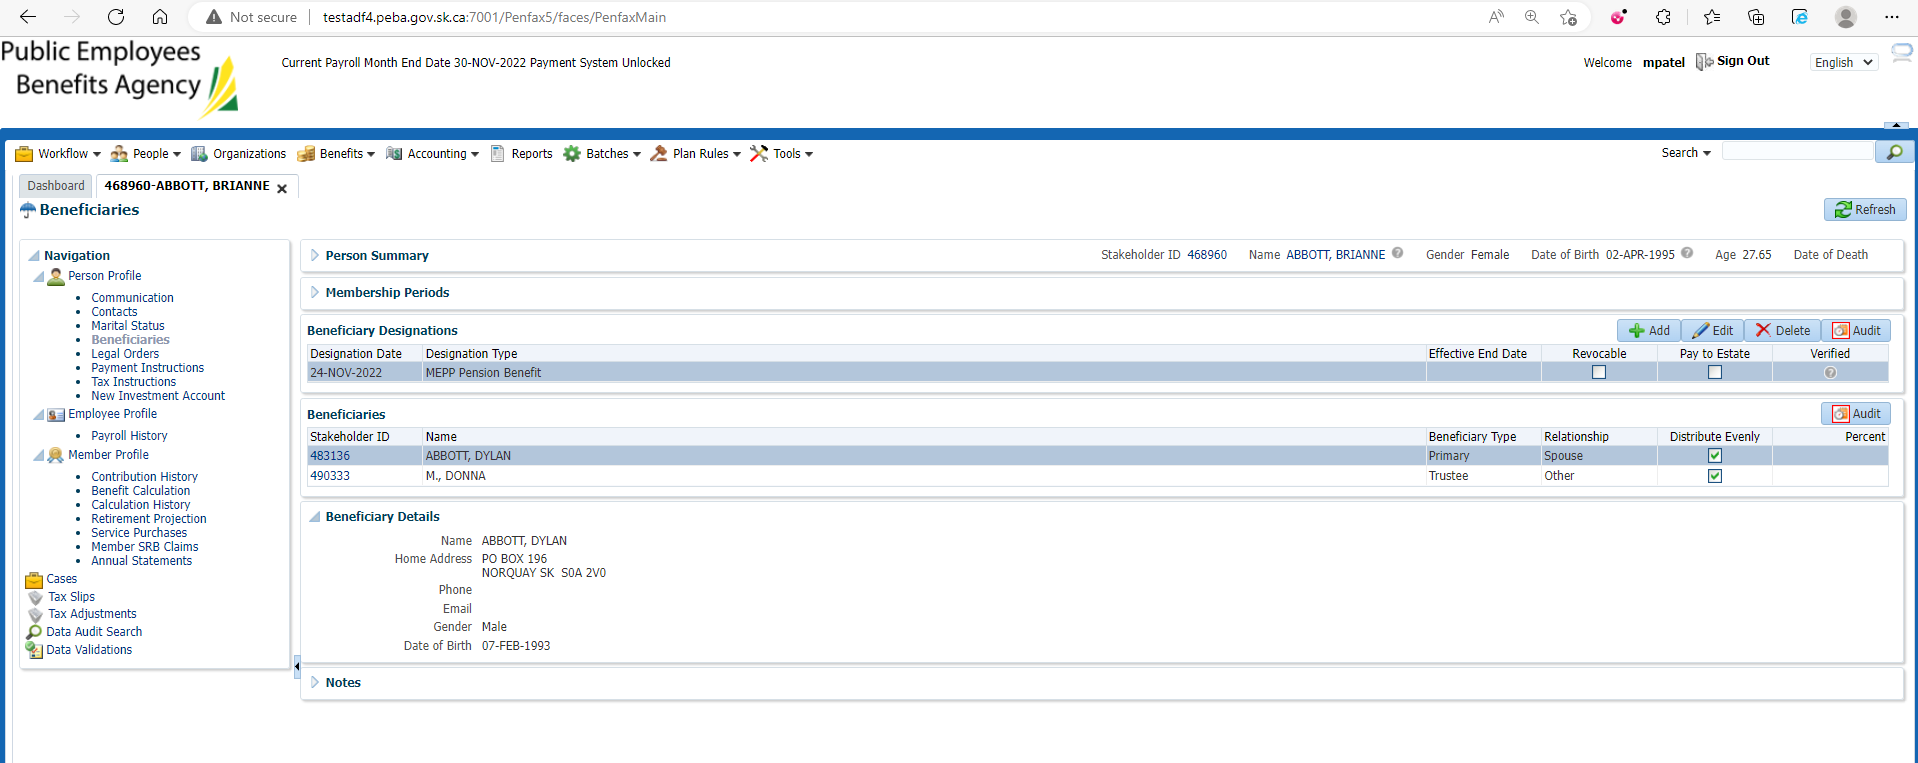 Not secure testadf4.peba.gov.sk.ca:7001/Penfax5/faces/PenfaxMain
Public Employees
Benefits Agency
Current Payroll Month End Date 30-NOV-2022 Payment System Unlocked
Welcome mpatel Sign Out English
Workflow People Organizations Benefits Accounting Reports Batches Plan Rules Tools Search
Dashboard 468960-ABBOTT, BRIANNE
Beneficiaries Refresh
Navigation
Person Profile
Communication
Contacts
Marital Status
Beneficiaries
Legal Orders
Payment Instructions
Tax Instructions
New Investment Account
Employee Profile
Payroll History
Member Profile
Contribution History
Benefit Calculation
Calculation History
Retirement Projection
Service Purchases
Member SRB Claims
Annual Statements
Cases
Tax Slips
Tax Adjustments
Data Audit Search
Data Validations
Person Summary Stakeholder ID 468960 Name ABBOTT, BRIANNE Gender Female Date of Birth 02-APR-1995 Age 27.65 Date of Death
Membership Periods
Beneficiary Designations Add Edit Delete Audit
Designation Date Designation Type Effective End Date Revocable Pay to Estate Verified
24-NOV-2022 MEPP Pension Benefit
Beneficiaries Audit
Stakeholder ID Name Beneficiary Type Relationship Distribute Evenly Percent
483136 ABBOTT, DYLAN Primary Spouse
490333 M., DONNA Trustee Other
Beneficiary Details
Name ABBOTT, DYLAN
Home Address PO BOX 196
NORQUAY SK S0A 2V0
Phone
Email
Gender Male
Date of Birth 07-FEB-1993
Notes